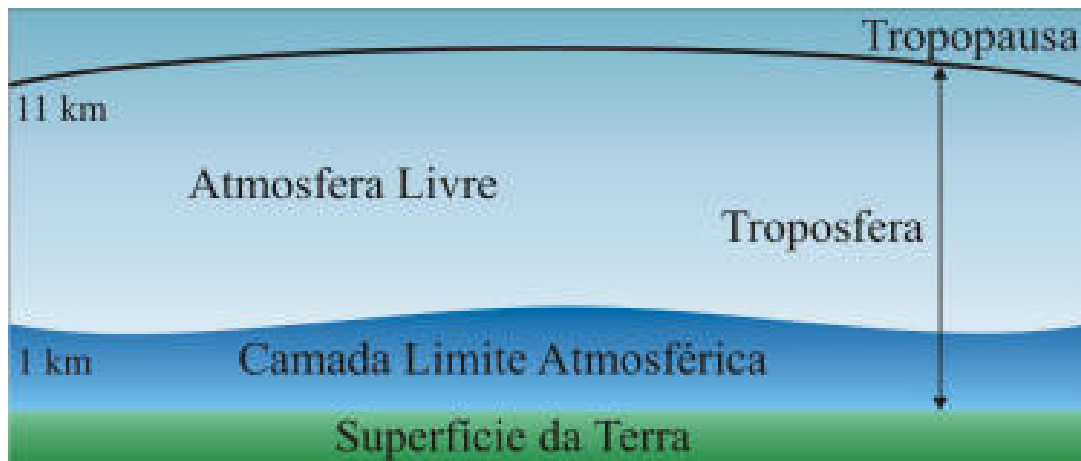 Tropopausa
11 km
Atmosfera Livre
Troposfera
1 km
Camada Limite Atmosférica
Superfície da Terra